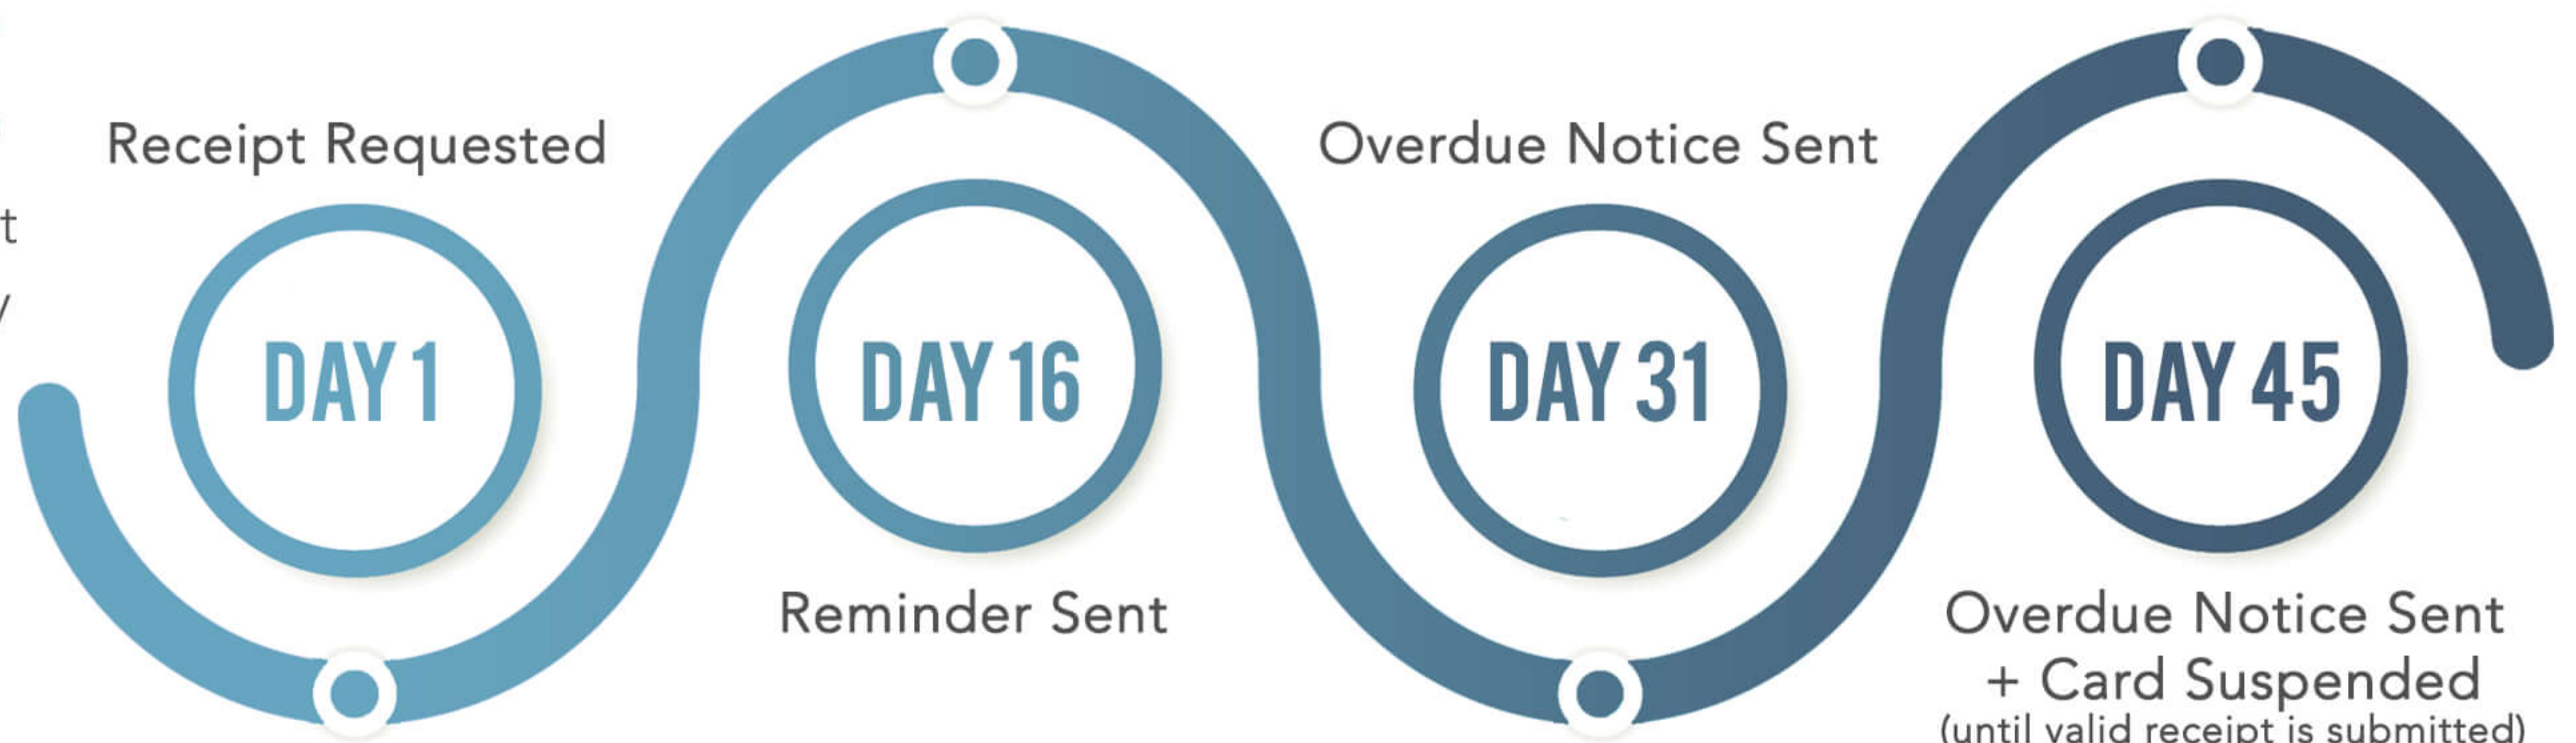 Receipt Requested
DAY 1
DAY 16
Reminder Sent
Overdue Notice Sent
DAY 31
DAY 45
Overdue Notice Sent
+ Card Suspended
(until valid receipt is submitted)